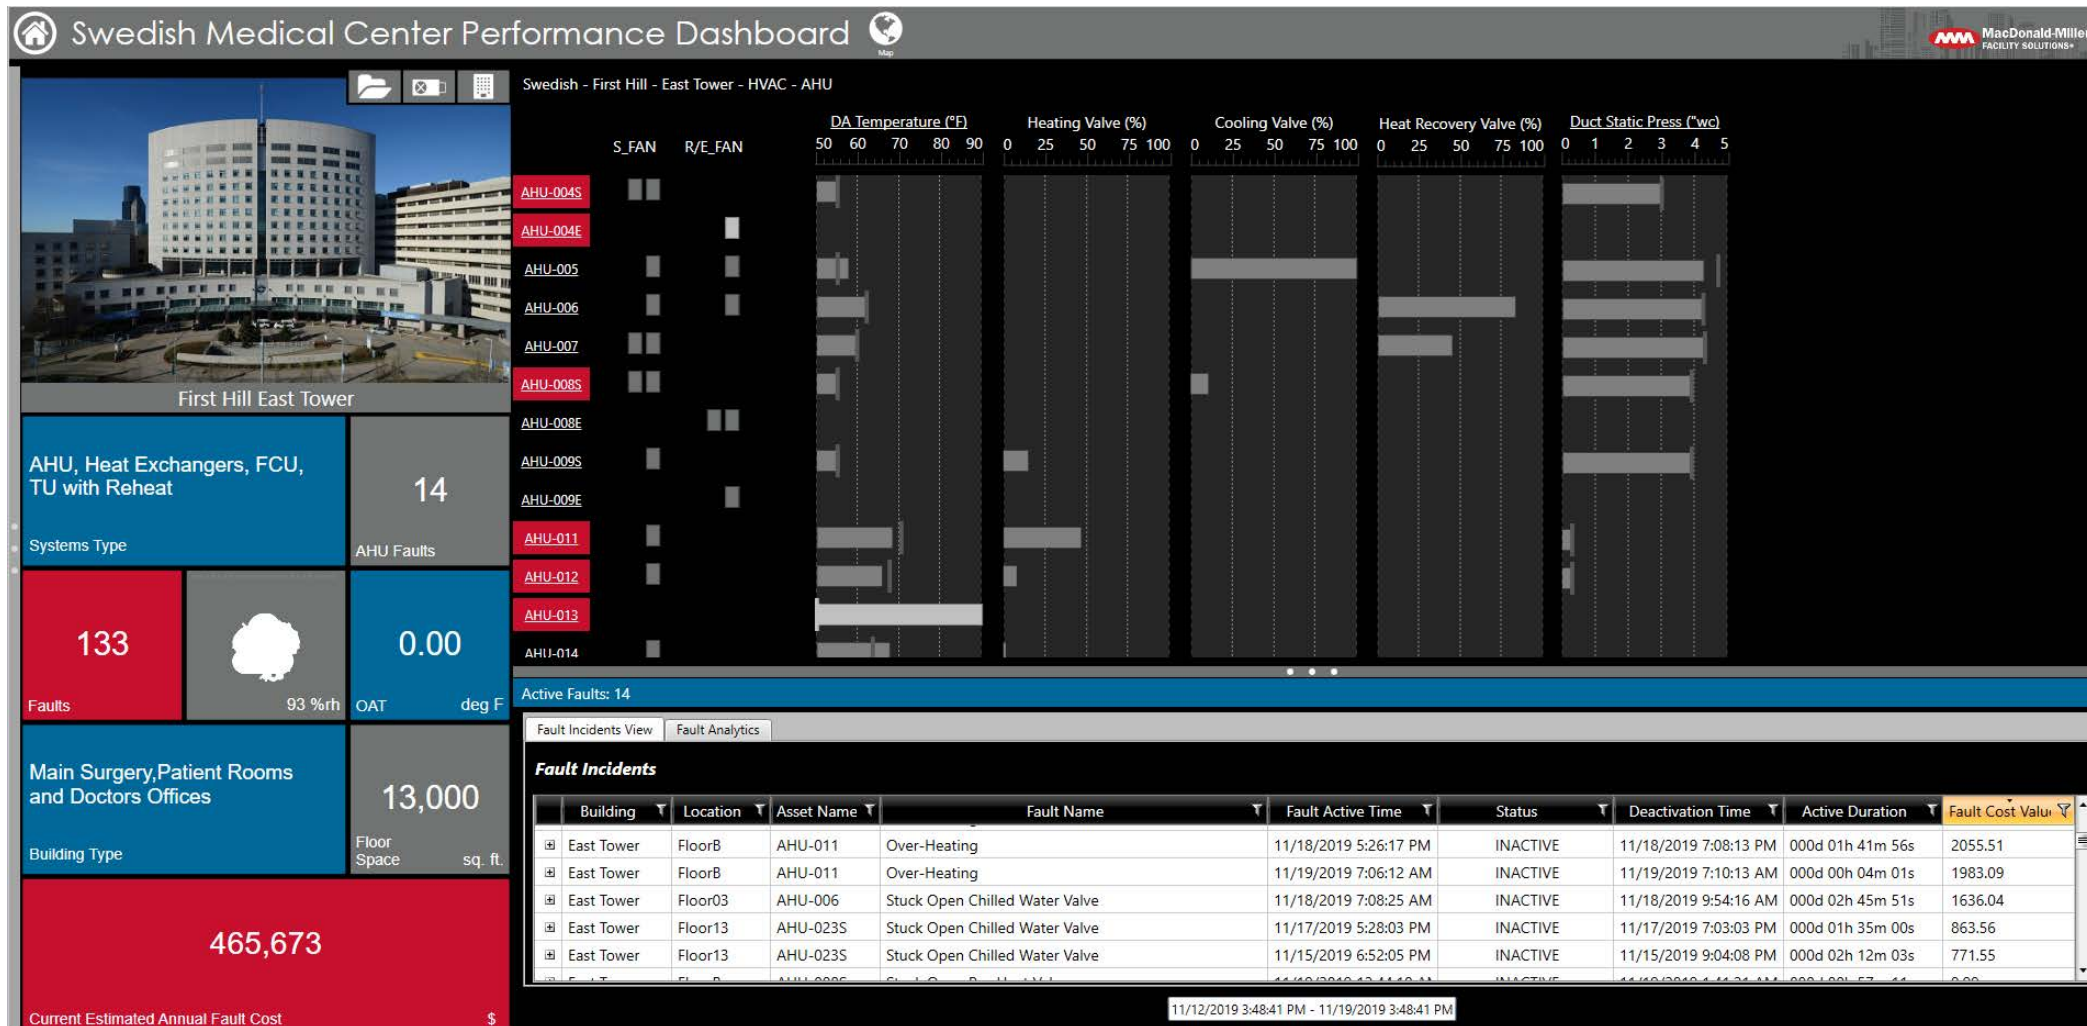 Swedish Medical Center Performance Dashboard
Map
MacDonald-Miller
FACILITY SOLUTIONS
First Hill East Tower
AHU, Heat Exchangers, FCU,
TU with Reheat
Systems Type
14
AHU Faults
133
Faults
93 %rh
0.00
OAT deg F
Main Surgery,Patient Rooms
and Doctors Offices
Building Type
13,000
Floor
Space sq. ft.
465,673
Current Estimated Annual Fault Cost $
Swedish - First Hill - East Tower - HVAC - AHU
S_FAN R/E_FAN
DA Temperature (°F)
50 60 70 80 90
Heating Valve (%)
0 25 50 75 100
Cooling Valve (%)
0 25 50 75 100
Heat Recovery Valve (%)
0 25 50 75 100
Duct Static Press ("wc)
0 1 2 3 4 5
AHU-004S
AHU-004E
AHU-005
AHU-006
AHU-007
AHU-008S
AHU-008E
AHU-009S
AHU-009E
AHU-011
AHU-012
AHU-013
AHU-014
Active Faults: 14
Fault Incidents View Fault Analytics
Fault Incidents
Building Location Asset Name Fault Name Fault Active Time Status Deactivation Time Active Duration Fault Cost Valu
East Tower FloorB AHU-011 Over-Heating 11/18/2019 5:26:17 PM INACTIVE 11/18/2019 7:08:13 PM 000d 01h 41m 56s 2055.51
East Tower FloorB AHU-011 Over-Heating 11/19/2019 7:06:12 AM INACTIVE 11/19/2019 7:10:13 AM 000d 00h 04m 01s 1983.09
East Tower Floor03 AHU-006 Stuck Open Chilled Water Valve 11/18/2019 7:08:25 AM INACTIVE 11/18/2019 9:54:16 AM 000d 02h 45m 51s 1636.04
East Tower Floor13 AHU-023S Stuck Open Chilled Water Valve 11/17/2019 5:28:03 PM INACTIVE 11/17/2019 7:03:03 PM 000d 01h 35m 00s 863.56
East Tower Floor13 AHU-023S Stuck Open Chilled Water Valve 11/15/2019 6:52:05 PM INACTIVE 11/15/2019 9:04:08 PM 000d 02h 12m 03s 771.55
11/12/2019 3:48:41 PM - 11/19/2019 3:48:41 PM